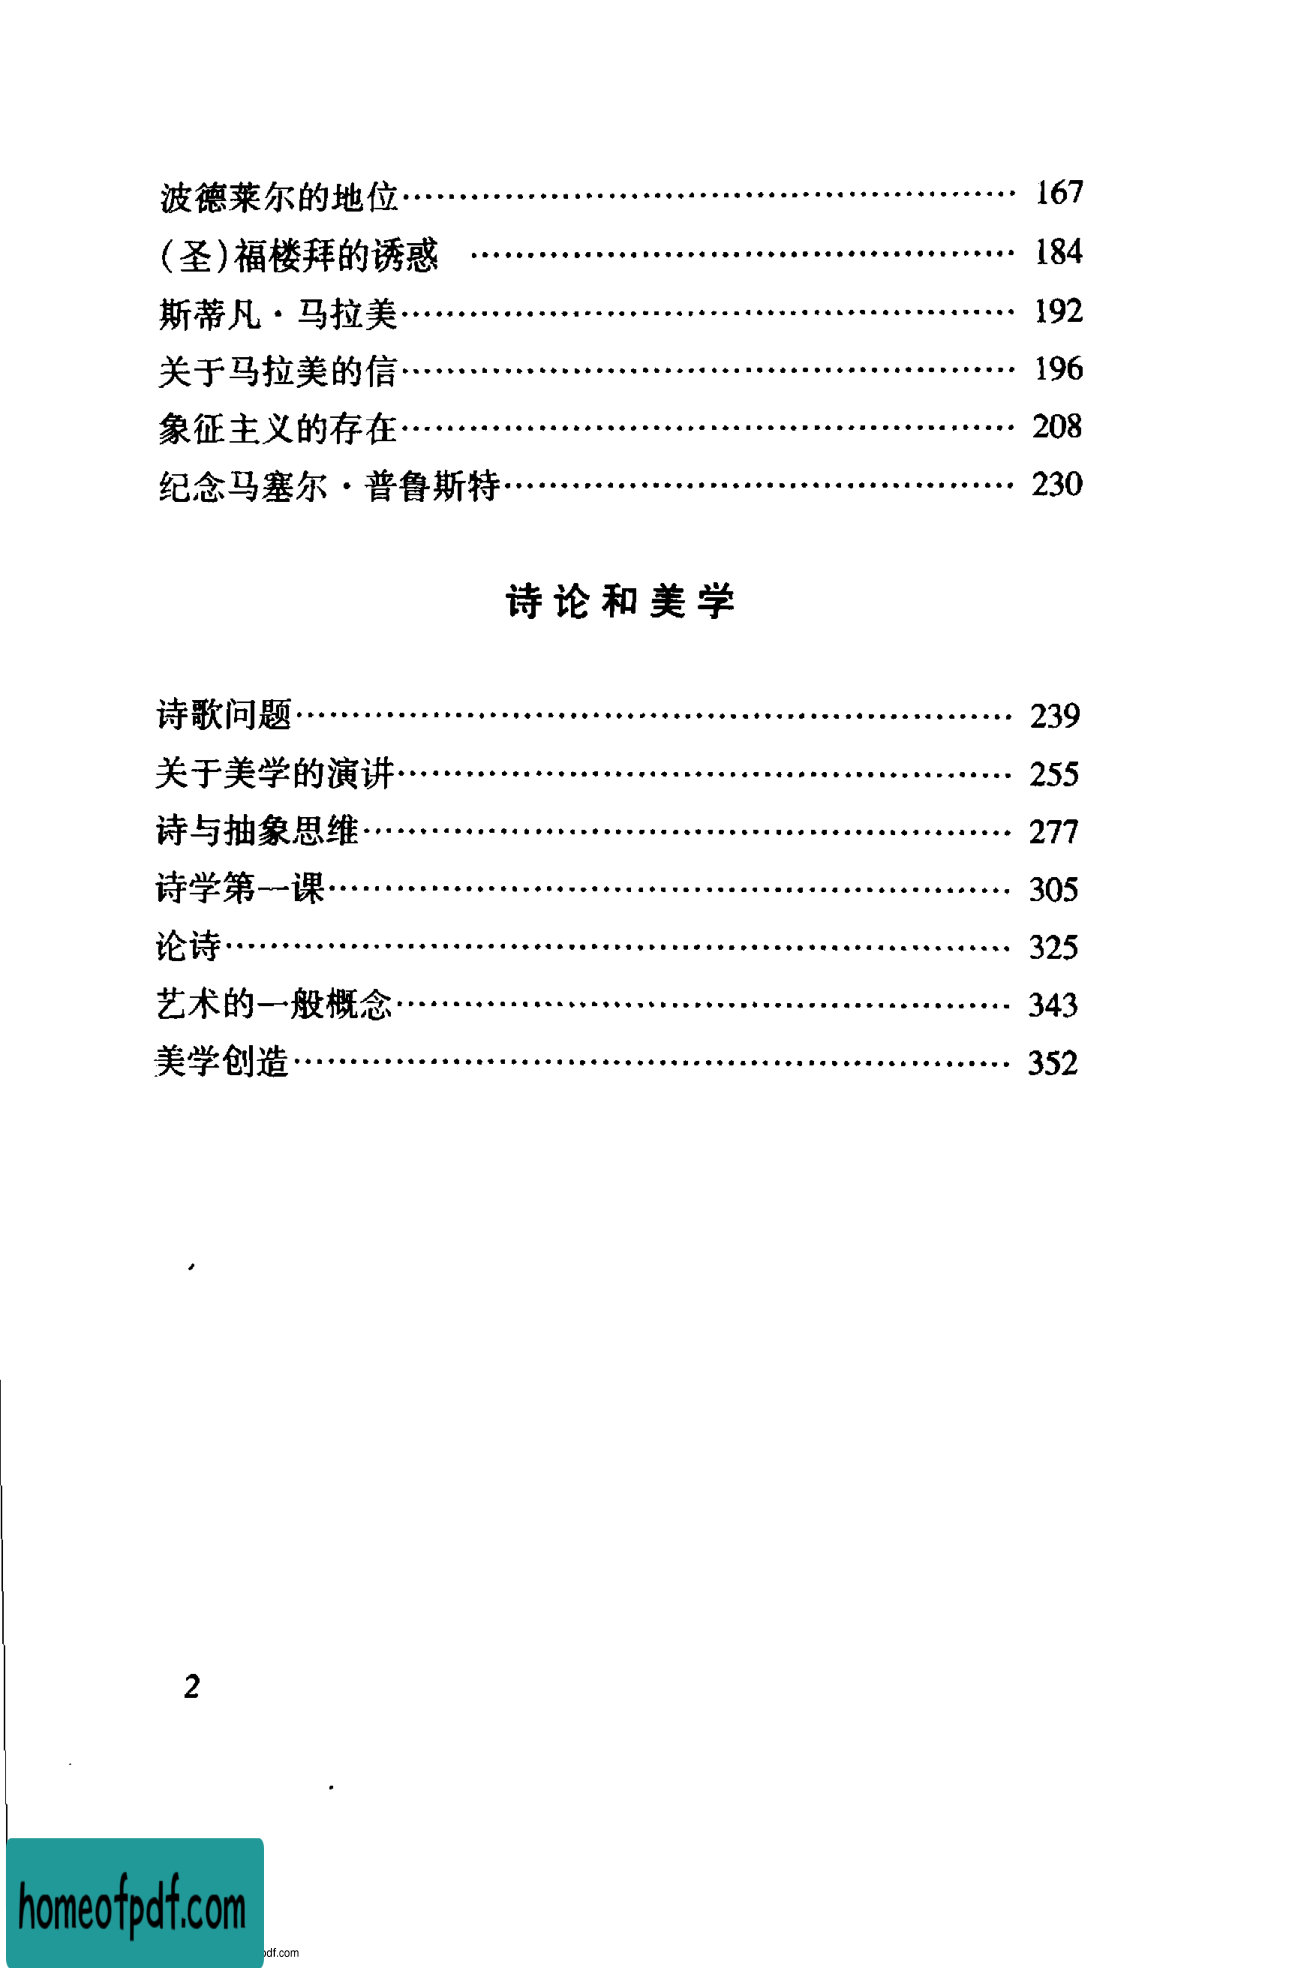 波德莱尔的地位…………………………………………… 167
(圣)福楼拜的诱惑 ……………………………………… 184
斯蒂凡·马拉美…………………………………………… 192
关于马拉美的信…………………………………………… 196
象征主义的存在…………………………………………… 208
纪念马塞尔·普鲁斯特…………………………………… 230
诗论和美学
诗歌问题…………………………………………………… 239
关于美学的演讲…………………………………………… 255
诗与抽象思维……………………………………………… 277
诗学第一课………………………………………………… 305
论诗………………………………………………………… 325
艺术的一般概念…………………………………………… 343
美学创造…………………………………………………… 352
2
homeofpdf.com
pdf.com